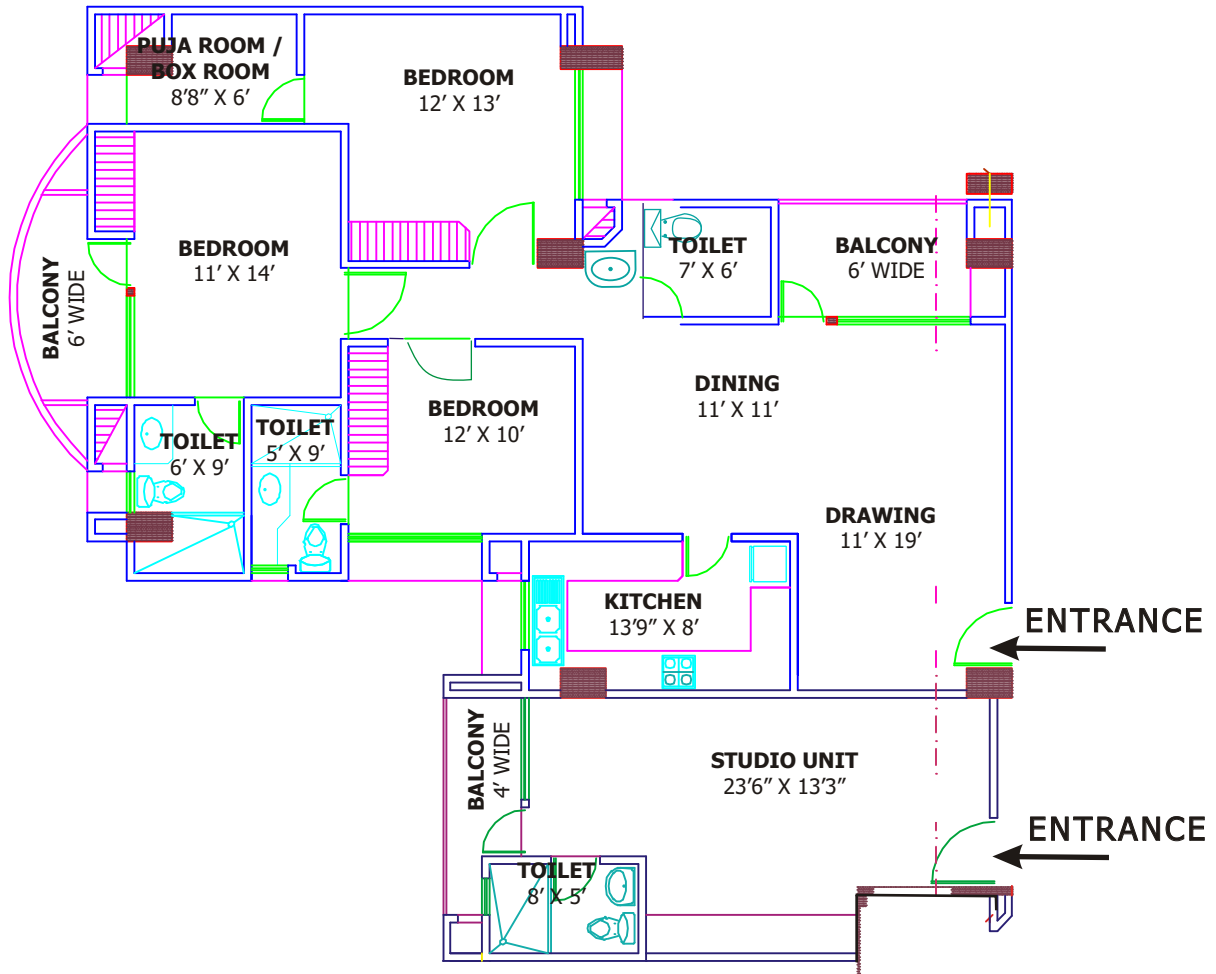 PUJA ROOM /
BOX ROOM
8′8″ X 6′
BEDROOM
12′ X 13′
BEDROOM
11′ X 14′
BALCONY
6′ WIDE
TOILET
7′ X 6′
BALCONY
6′ WIDE
DINING
11′ X 11′
BEDROOM
12′ X 10′
TOILET
6′ X 9′
TOILET
5′ X 9′
DRAWING
11′ X 19′
KITCHEN
13′9″ X 8′
ENTRANCE
BALCONY
4′ WIDE
STUDIO UNIT
23′6″ X 13′3″
ENTRANCE
TOILET
8′ X 5′